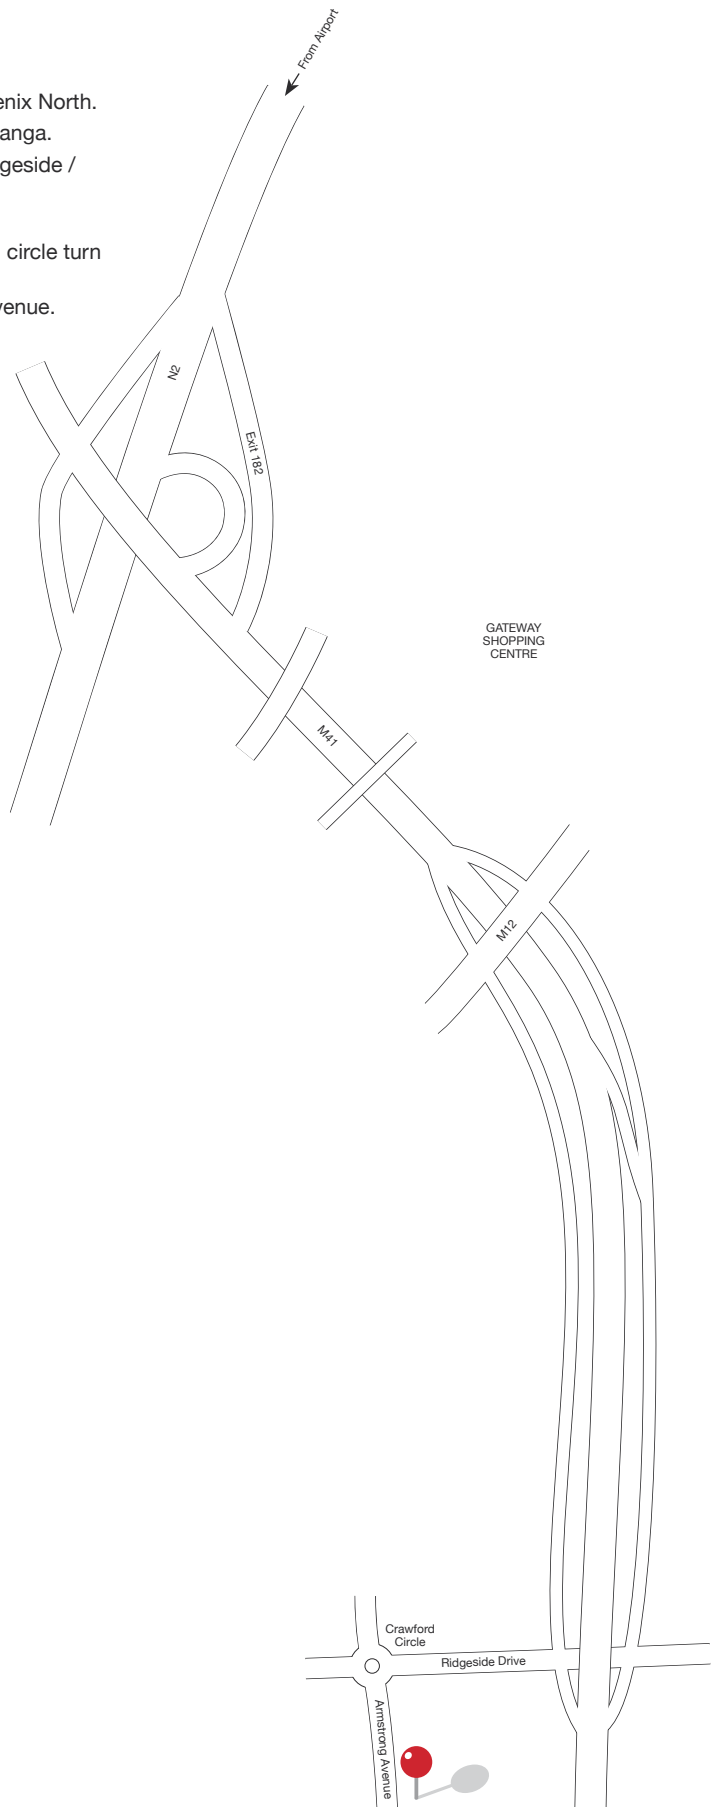 From Airport
enix North.
anga.
geside /
circle turn
venue.
N2
Exit 182
GATEWAY
SHOPPING
CENTRE
M41
M12
Crawford
Circle
Ridgeside Drive
Armstrong Avenue